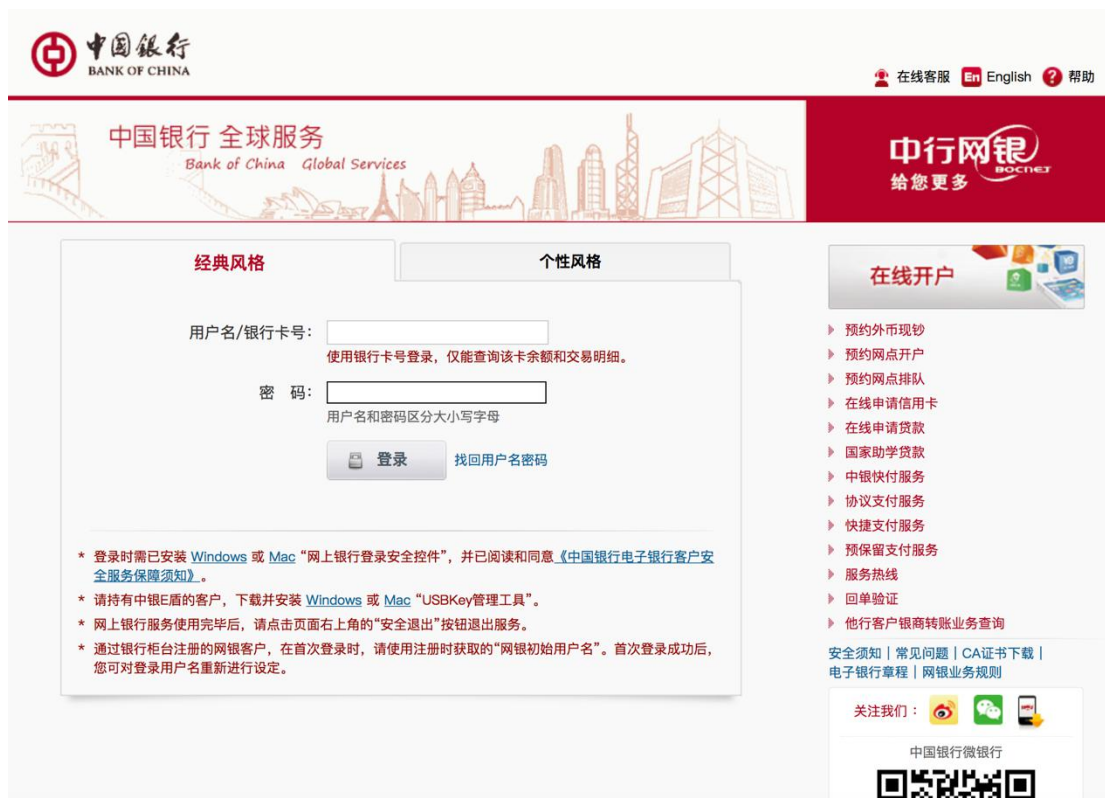 中國銀行
BANK OF CHINA
在线客服 En English ? 帮助
中国银行 全球服务
Bank of China Global Services
中行网银
BOCNET
给您更多
经典风格
个性风格
用户名/银行卡号：
使用银行卡号登录，仅能查询该卡余额和交易明细。
密 码：
用户名和密码区分大小写字母
登录 找回用户名密码
* 登录时需已安装 Windows 或 Mac “网上银行登录安全控件”，并已阅读和同意《中国银行电子银行客户安
全服务保障须知》。
* 请持有中银E盾的客户，下载并安装 Windows 或 Mac “USBKey管理工具”。
* 网上银行服务使用完毕后，请点击页面右上角的“安全退出”按钮退出服务。
* 通过银行柜台注册的网银客户，在首次登录时，请使用注册时获取的“网银初始用户名”。首次登录成功后，
您可对登录用户名重新进行设定。
在线开户
预约外币现钞
预约网点开户
预约网点排队
在线申请信用卡
在线申请贷款
国家助学贷款
中银快付服务
协议支付服务
快捷支付服务
预保留支付服务
服务热线
回单验证
他行客户银商转账业务查询
安全须知｜常见问题｜CA证书下载｜
电子银行章程｜网银业务规则
关注我们：
中国银行微银行